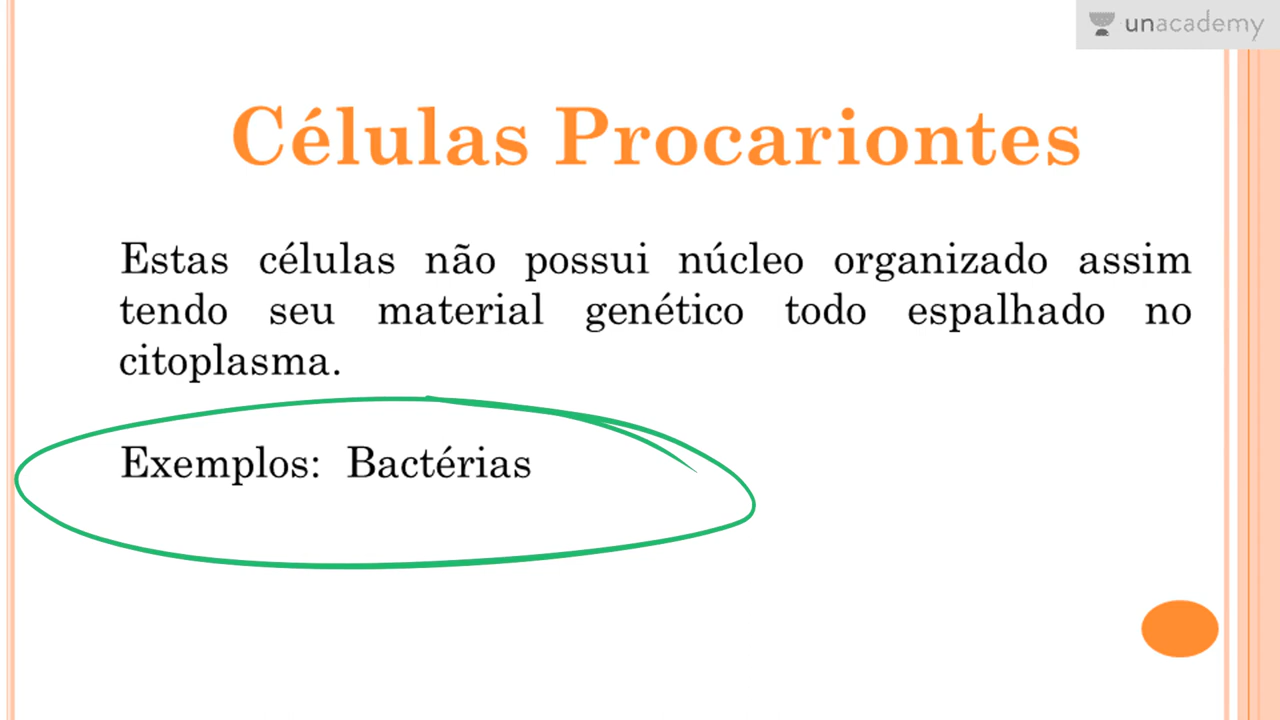 unacademy
Células Procariontes
Estas células não possui núcleo organizado assim
tendo seu material genético todo espalhado no
citoplasma.
Exemplos: Bactérias